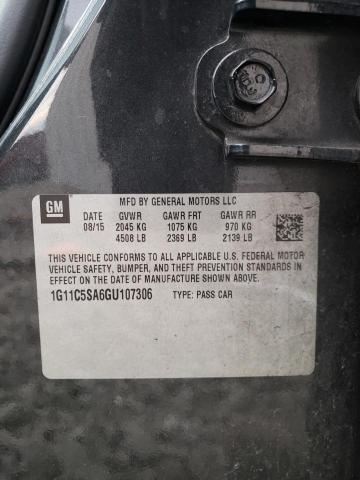 GM
MFD BY GENERAL MOTORS LLC
DATE GVWR GAWR FRT GAWR RR
08/15 2045 KG 1075 KG 970 KG
4508 LB 2369 LB 2139 LB
THIS VEHICLE CONFORMS TO ALL APPLICABLE U.S. FEDERAL MOTOR
VEHICLE SAFETY, BUMPER, AND THEFT PREVENTION STANDARDS IN
EFFECT ON THE DATE OF MANUFACTURE SHOWN ABOVE.
1G11C5SA6GU107306 TYPE: PASS CAR